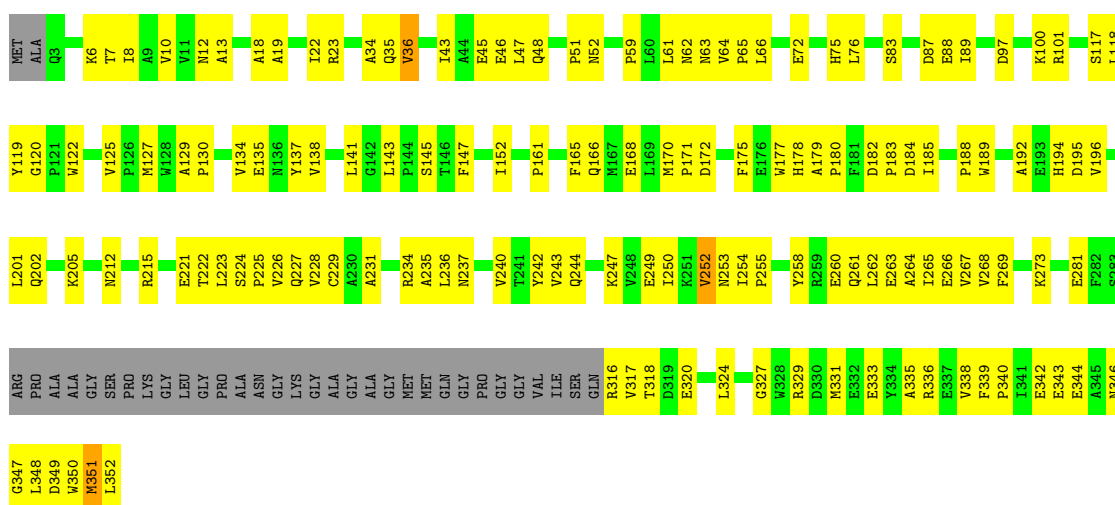 MET ALA Q3 K6 T7 I8 A9 V10 V11 N12 A13 A18 A19 I22 R23 A34 Q35 V36 I43 A44 E45 E46 L47 Q48 P51 N52 P59 L60 L61 N62 N63 V64 P65 L66 E72 H75 L76 S83 D87 E88 I89 D97 K100 R101 S117 L118
Y119 G120 P121 W122 V125 P126 M127 W128 A129 P130 V134 E135 N136 Y137 V138 L141 G142 L143 P144 S145 T146 F147 I152 P161 F165 Q166 M167 E168 L169 M170 P171 D172 F175 E176 W177 H178 A179 P180 F181 D182 P183 D184 I185 P188 W189 A192 E193 H194 D195 V196
L201 Q202 K205 N212 R215 E221 T222 L223 S224 P225 V226 Q227 V228 C229 A230 A231 R234 A235 L236 N237 V240 T241 Y242 V243 Q244 K247 V248 E249 I250 K251 V252 N253 I254 P255 Y258 R259 E260 Q261 L262 E263 A264 I265 E266 V267 V268 F269 K273 E281 F282 S283
ARG PRO ALA ALA GLY SER PRO LYS GLY LEU GLY PRO ALA ASN GLY LYS GLY ALA GLY ALA GLY MET MET GLN GLY PRO GLY GLY VAL ILE SER GLN R316 V317 T318 D319 E320 L324 G327 W328 R329 D330 M331 E332 E333 Y334 A335 R336 E337 V338 F339 P340 I341 E342 E343 E344 A345 N346
G347 L348 D349 W350 M351 L352